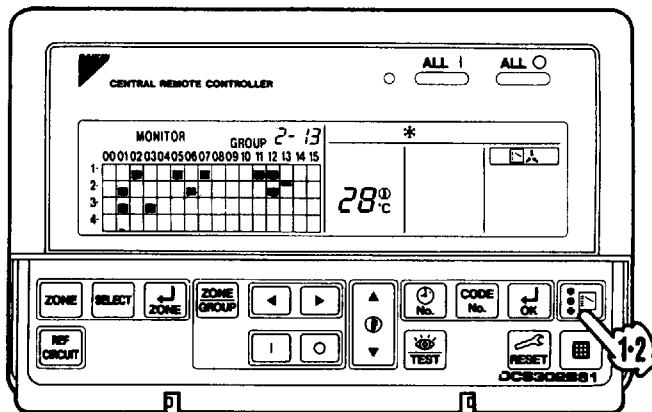 DAIKIN
CENTRAL REMOTE CONTROLLER
ALL I
ALL O
MONITOR GROUP 2-13
00 01 02 03 04 05 06 07 08 09 10 11 12 13 14 15
1-
2-
3-
4-
28 °C
ZONE
SELECT
ZONE
ZONE GROUP
No.
CODE No.
OK
REF CIRCUIT
I
O
TEST
RESET
DCS302B61
1·2